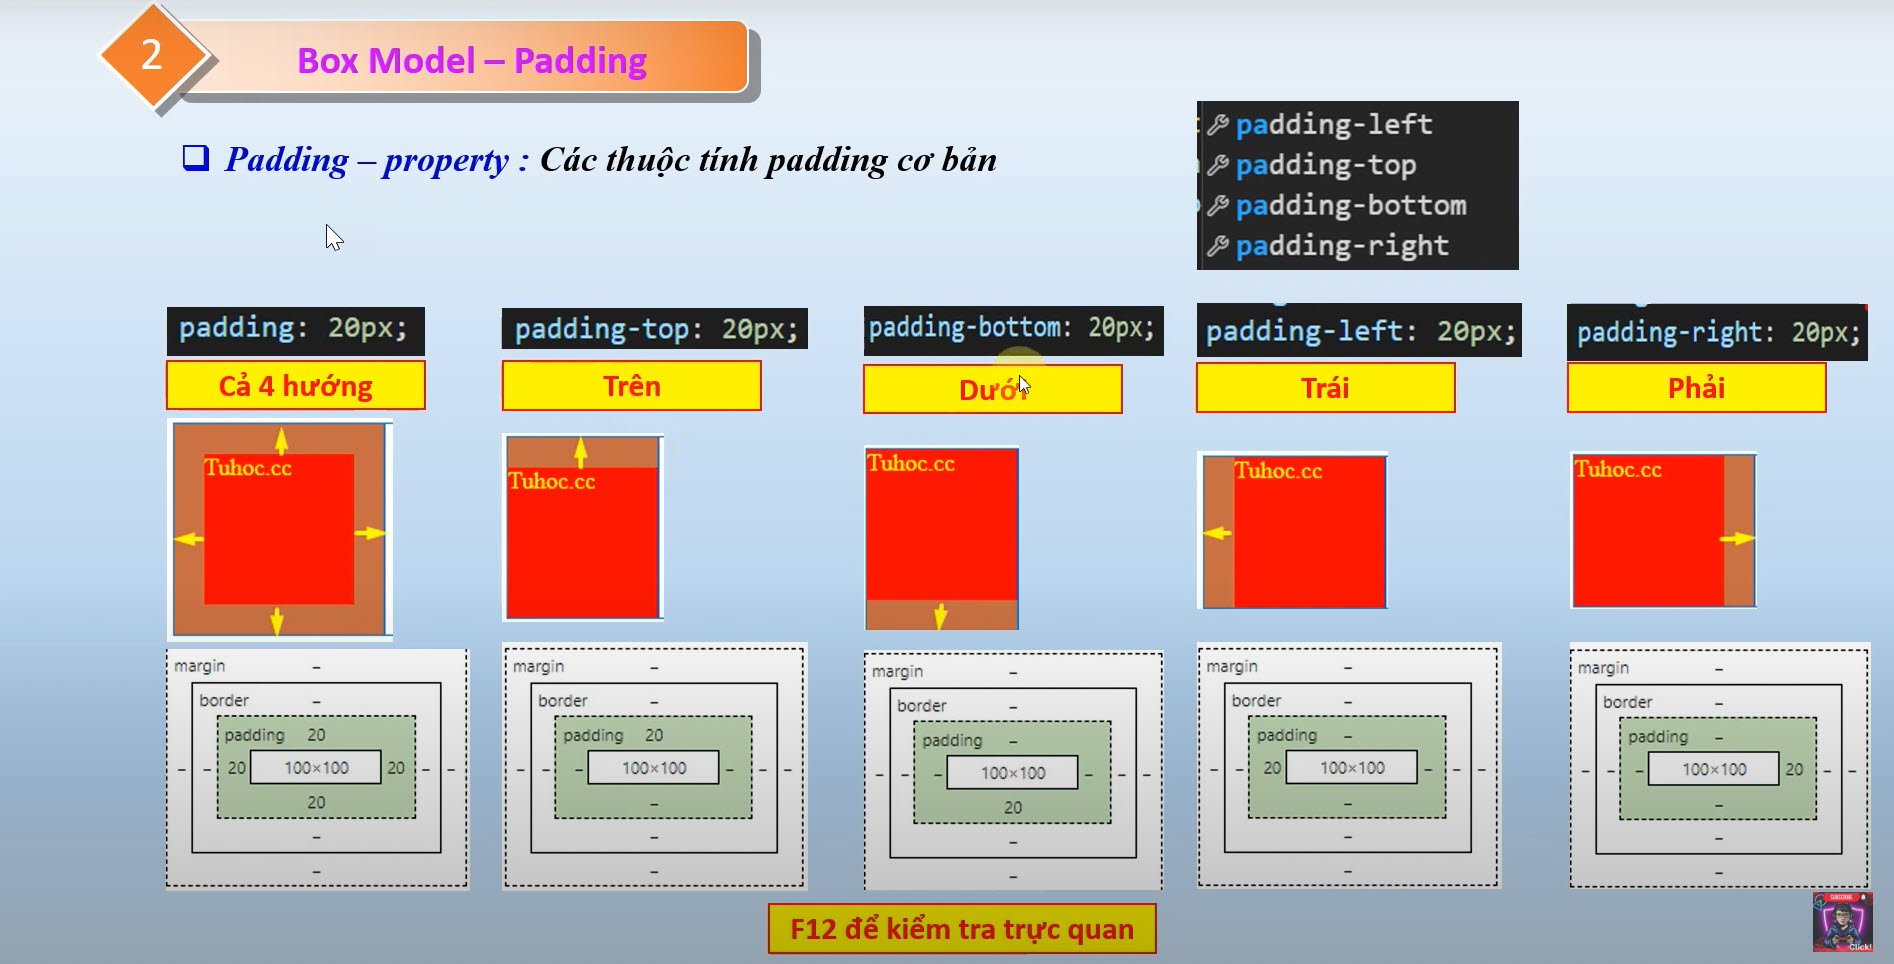 2
Box Model – Padding
Padding – property : Các thuộc tính padding cơ bản
padding-left
padding-top
padding-bottom
padding-right
padding: 20px;
Cả 4 hướng
Tuhoc.cc
margin –
border –
padding 20
– – 20 100×100 20 – –
20
–
–
padding-top: 20px;
Trên
Tuhoc.cc
margin –
border –
padding 20
– – – 100×100 – – –
–
–
–
padding-bottom: 20px;
Dưới
Tuhoc.cc
margin –
border –
padding –
– – – 100×100 – – –
20
–
–
padding-left: 20px;
Trái
Tuhoc.cc
margin –
border –
padding –
– – 20 100×100 – – –
–
–
–
padding-right: 20px;
Phải
Tuhoc.cc
margin –
border –
padding –
– – – 100×100 20 – –
–
–
–
F12 để kiểm tra trực quan
Click!